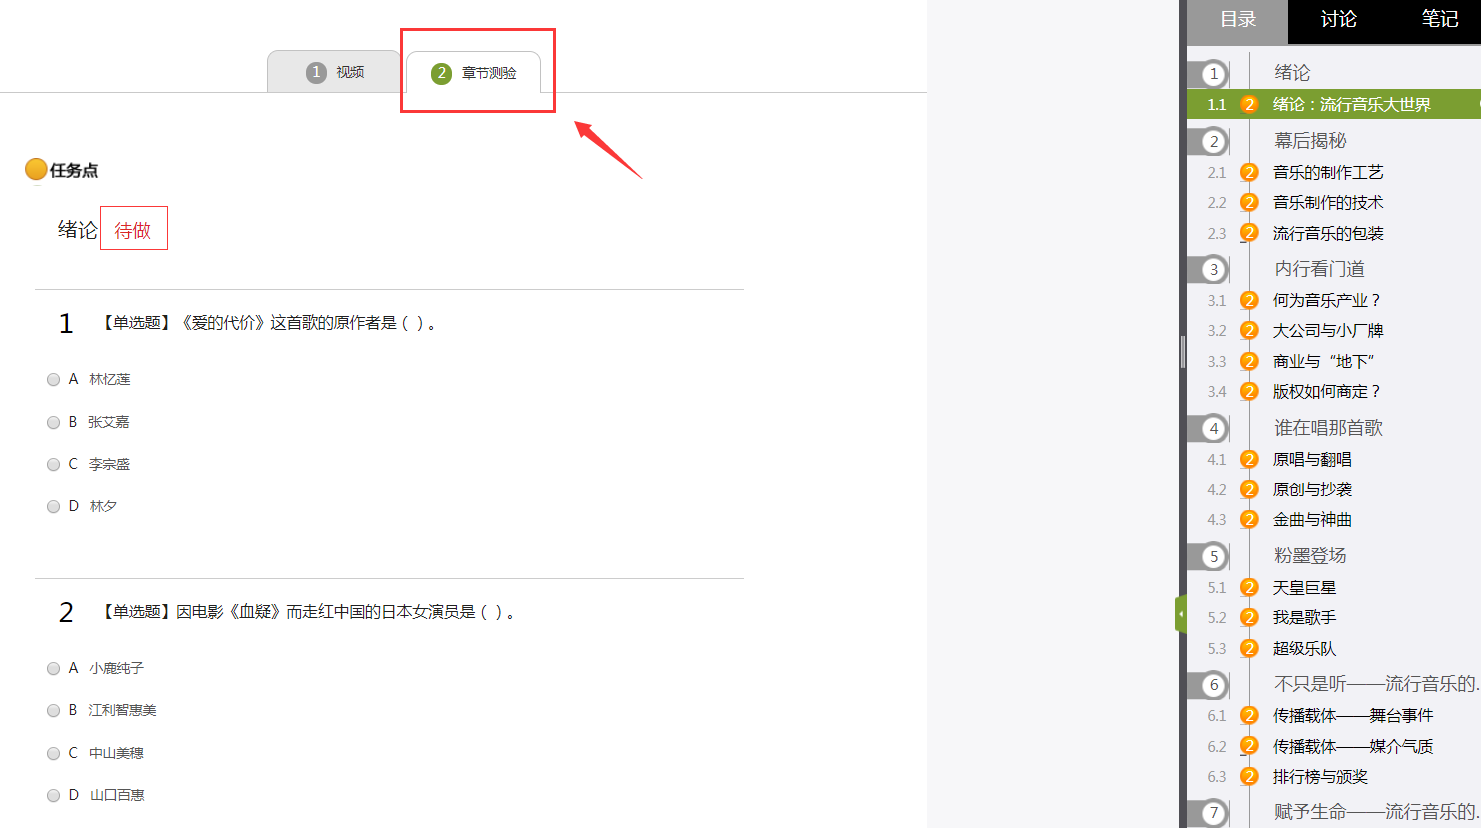 1 视频
2 章节测验
任务点
绪论 待做
1 【单选题】《爱的代价》这首歌的原作者是（ ）。
A 林忆莲
B 张艾嘉
C 李宗盛
D 林夕
2 【单选题】因电影《血疑》而走红中国的日本女演员是（ ）。
A 小鹿纯子
B 江利智惠美
C 中山美穗
D 山口百惠
目录 讨论 笔记
1 绪论
1.1 2 绪论：流行音乐大世界
2 幕后揭秘
2.1 2 音乐的制作工艺
2.2 2 音乐制作的技术
2.3 2 流行音乐的包装
3 内行看门道
3.1 2 何为音乐产业？
3.2 2 大公司与小厂牌
3.3 2 商业与“地下”
3.4 2 版权如何商定？
4 谁在唱那首歌
4.1 2 原唱与翻唱
4.2 2 原创与抄袭
4.3 2 金曲与神曲
5 粉墨登场
5.1 2 天皇巨星
5.2 2 我是歌手
5.3 2 超级乐队
6 不只是听——流行音乐的..
6.1 2 传播载体——舞台事件
6.2 2 传播载体——媒介气质
6.3 2 排行榜与颁奖
7 赋予生命——流行音乐的..